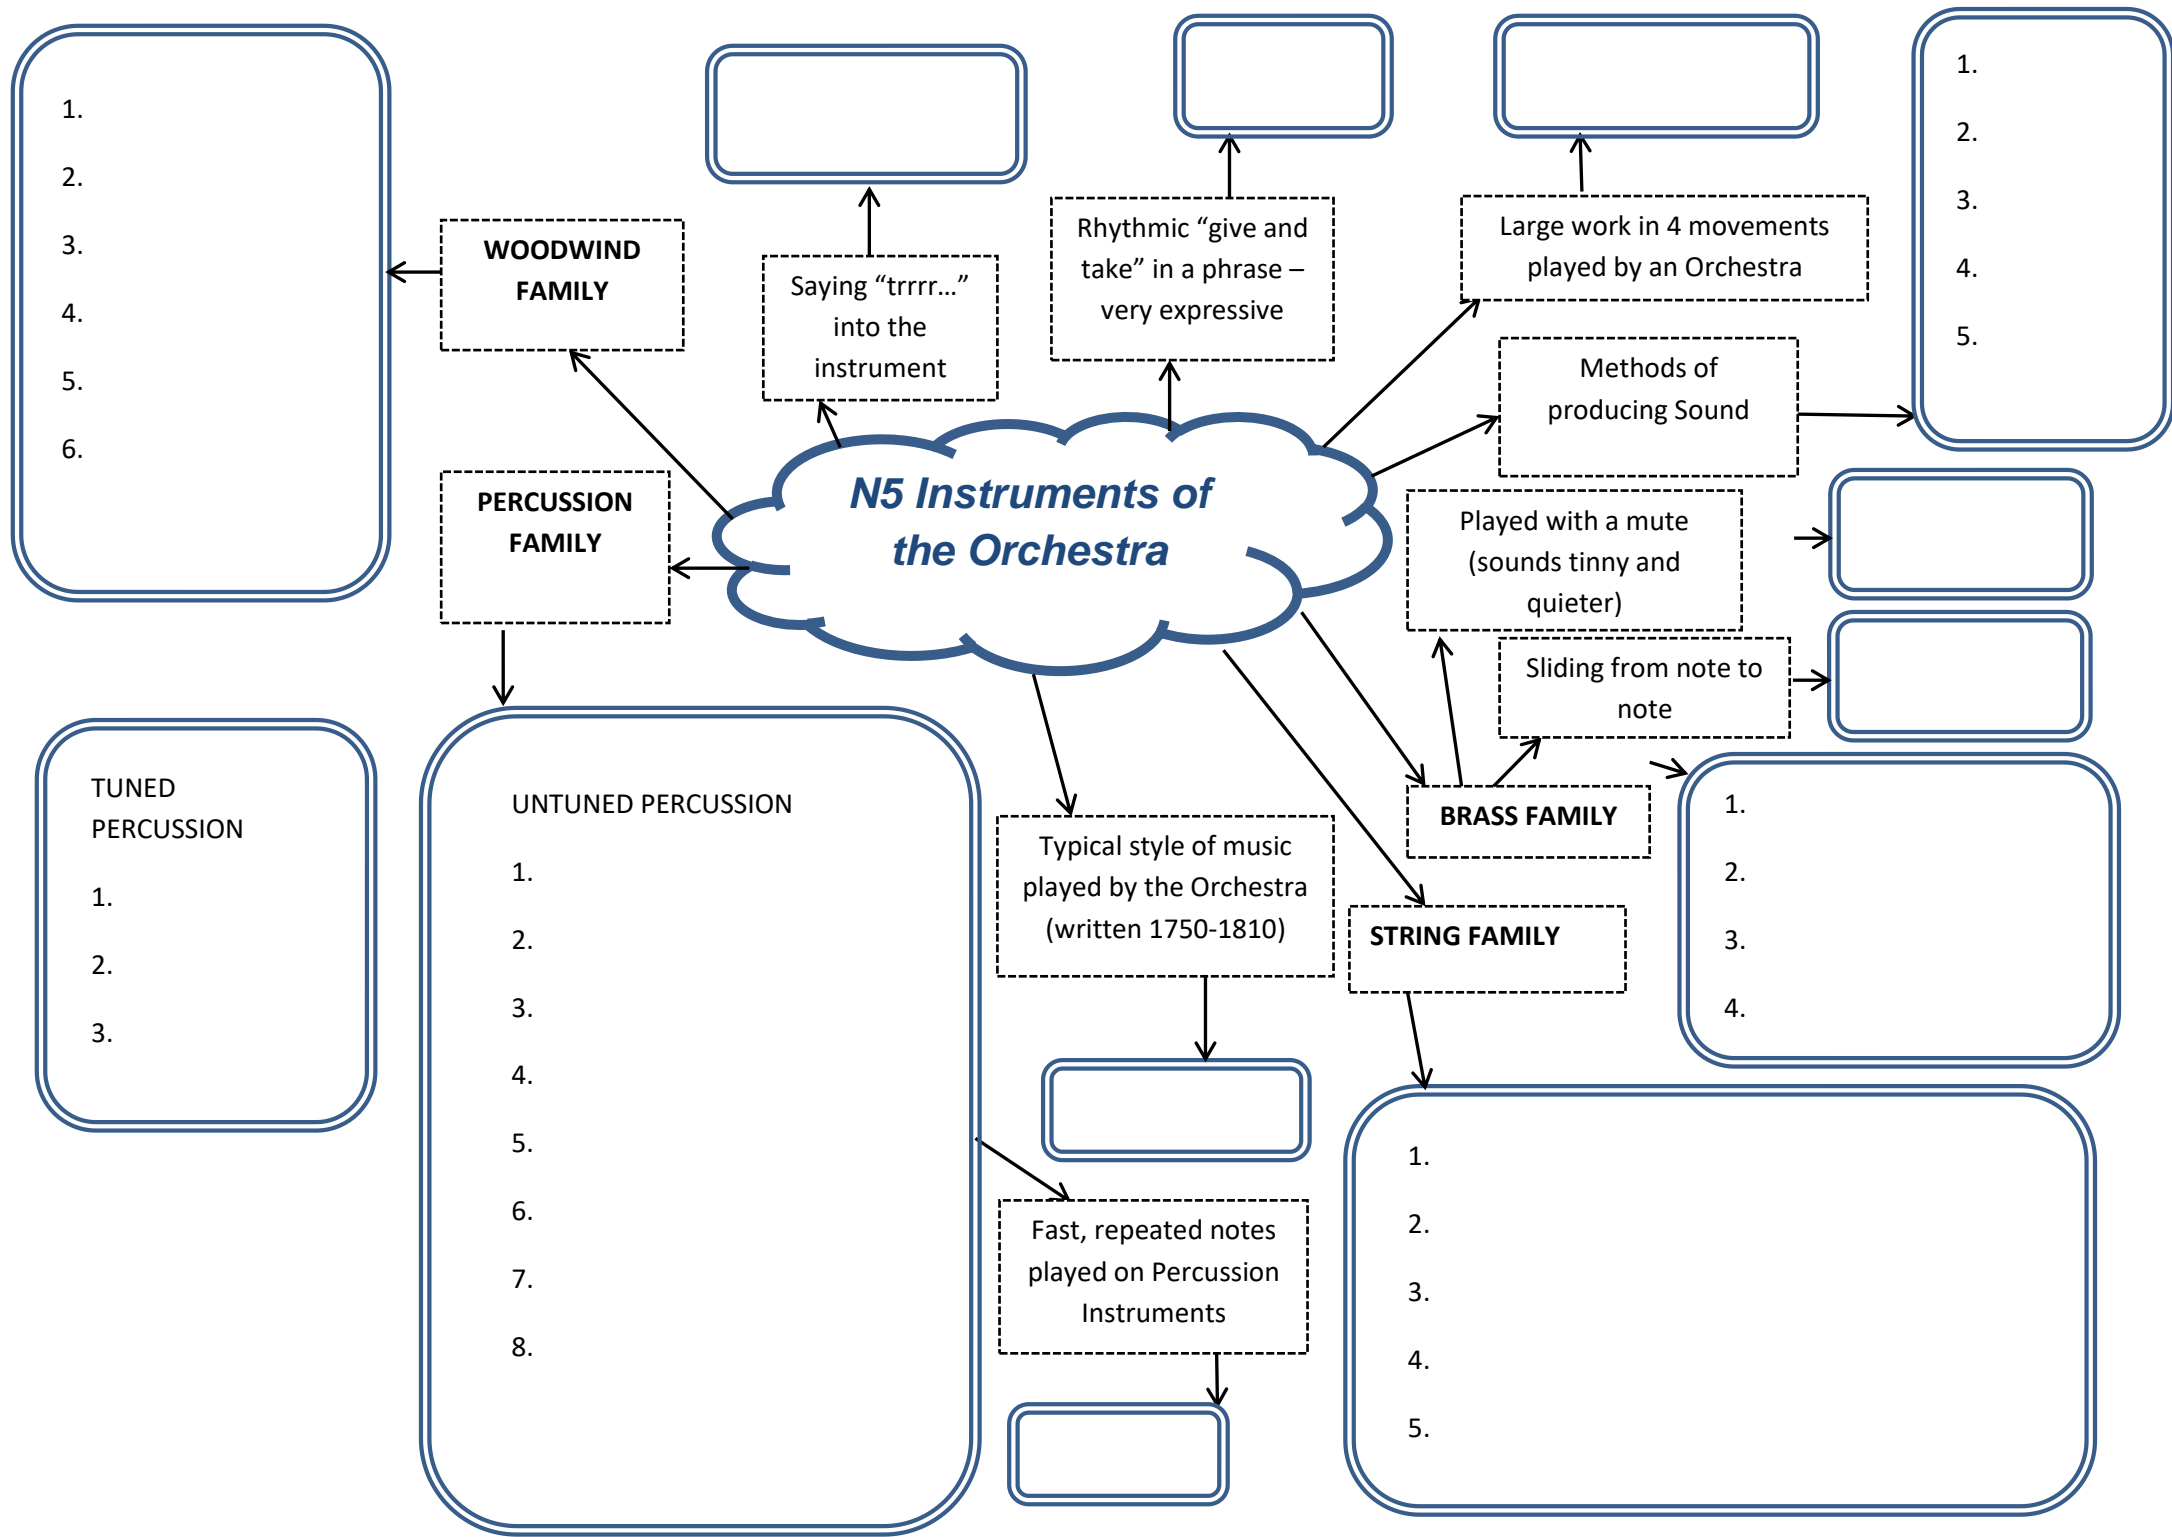 1.
2.
3.
4.
5.
6.
WOODWIND
FAMILY
Saying “trrrr…”
into the
instrument
Rhythmic “give and
take” in a phrase –
very expressive
Large work in 4 movements
played by an Orchestra
Methods of
producing Sound
1.
2.
3.
4.
5.
PERCUSSION
FAMILY
N5 Instruments of
the Orchestra
Played with a mute
(sounds tinny and
quieter)
Sliding from note to
note
TUNED
PERCUSSION
1.
2.
3.
UNTUNED PERCUSSION
1.
2.
3.
4.
5.
6.
7.
8.
Typical style of music
played by the Orchestra
(written 1750-1810)
BRASS FAMILY
1.
2.
3.
4.
STRING FAMILY
1.
2.
3.
4.
5.
Fast, repeated notes
played on Percussion
Instruments